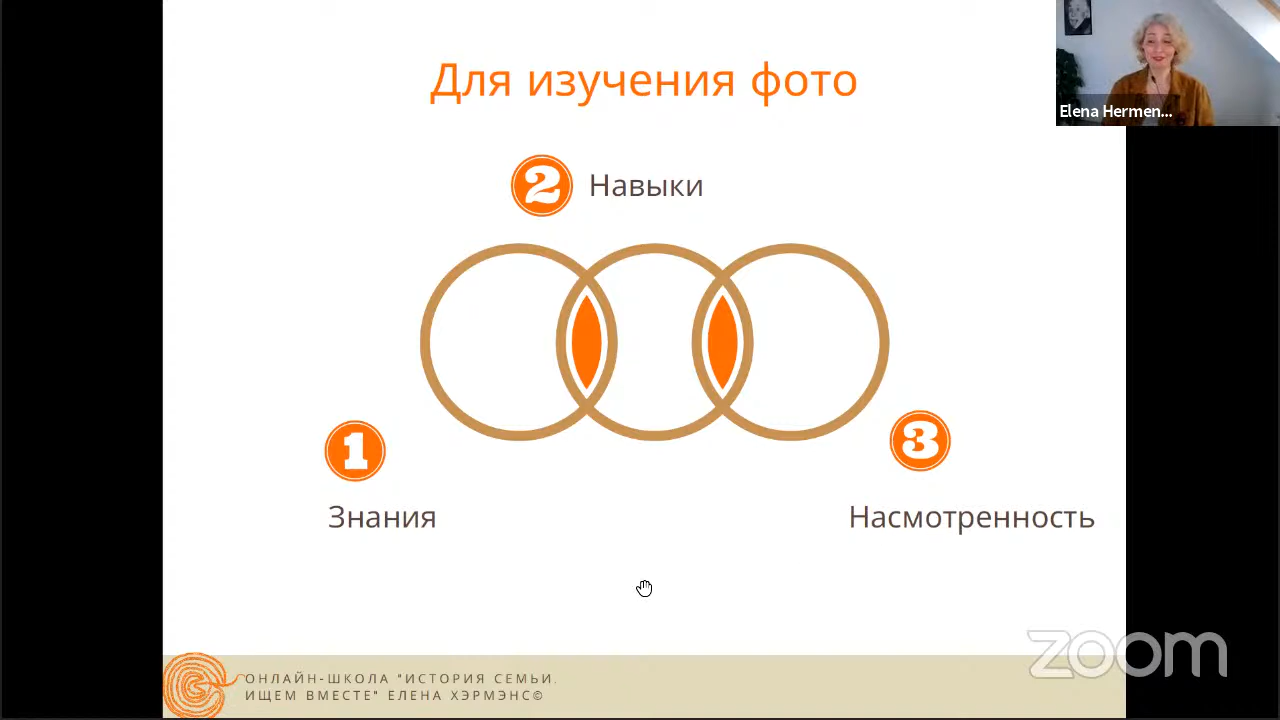 Для изучения фото
Elena Hermen...
2 Навыки
1
3
Знания
Насмотренность
zoom
ОНЛАЙН-ШКОЛА "ИСТОРИЯ СЕМЬИ.
ИЩЕМ ВМЕСТЕ" ЕЛЕНА ХЭРМЭНС©